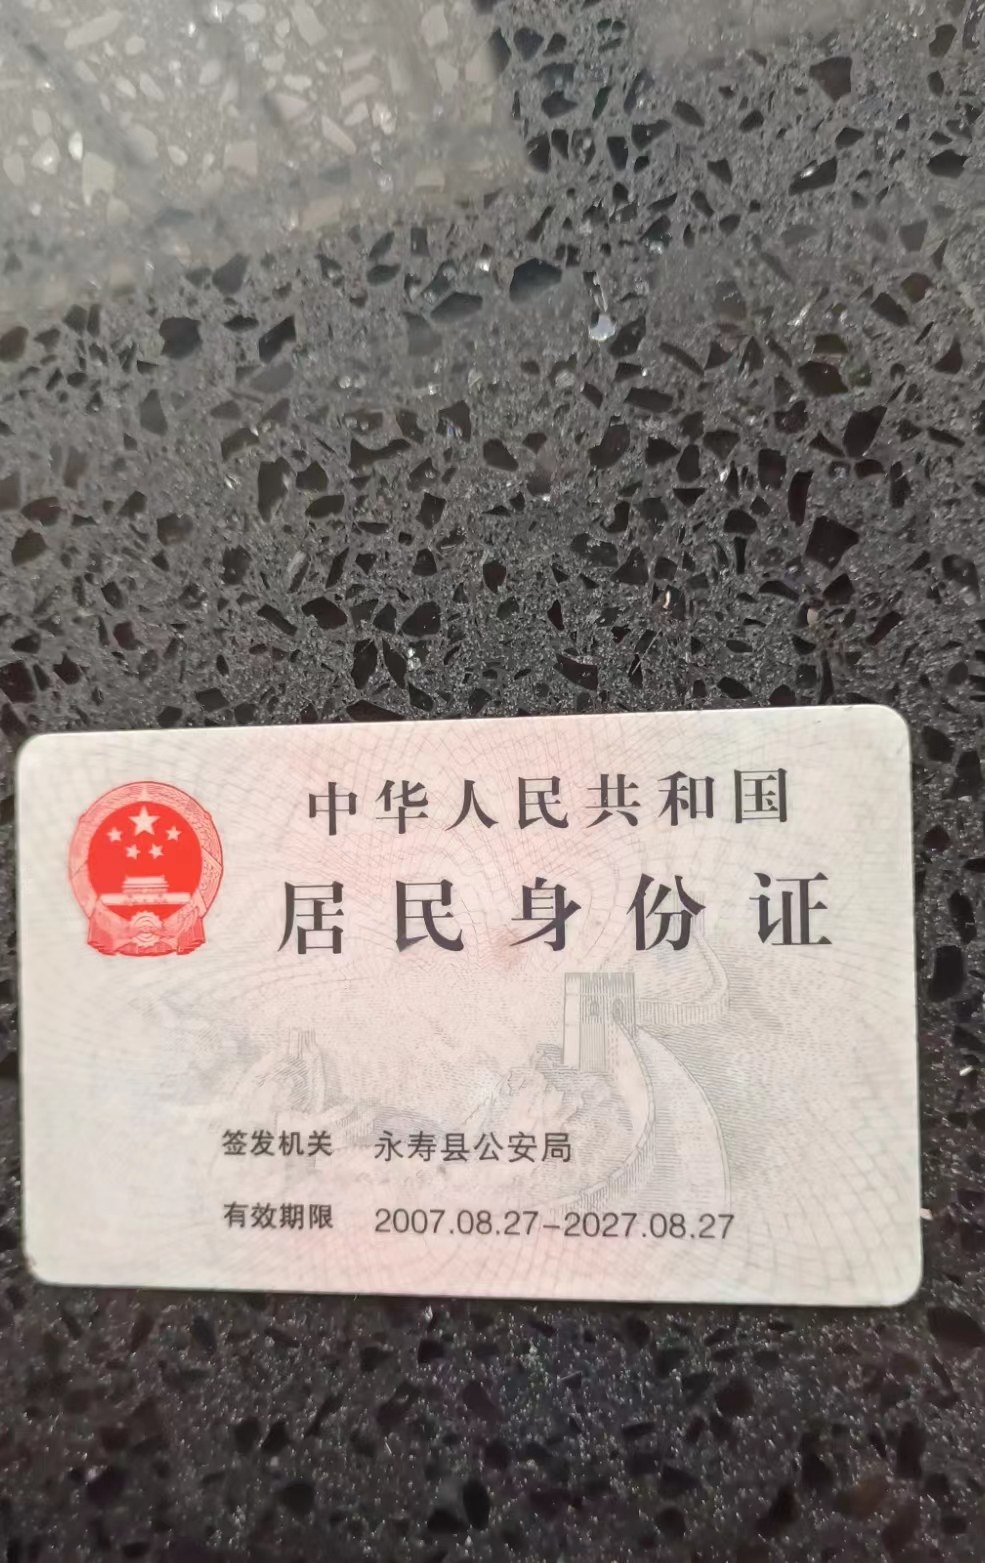 中华人民共和国
居民身份证
签发机关 永寿县公安局
有效期限 2007.08.27-2027.08.27